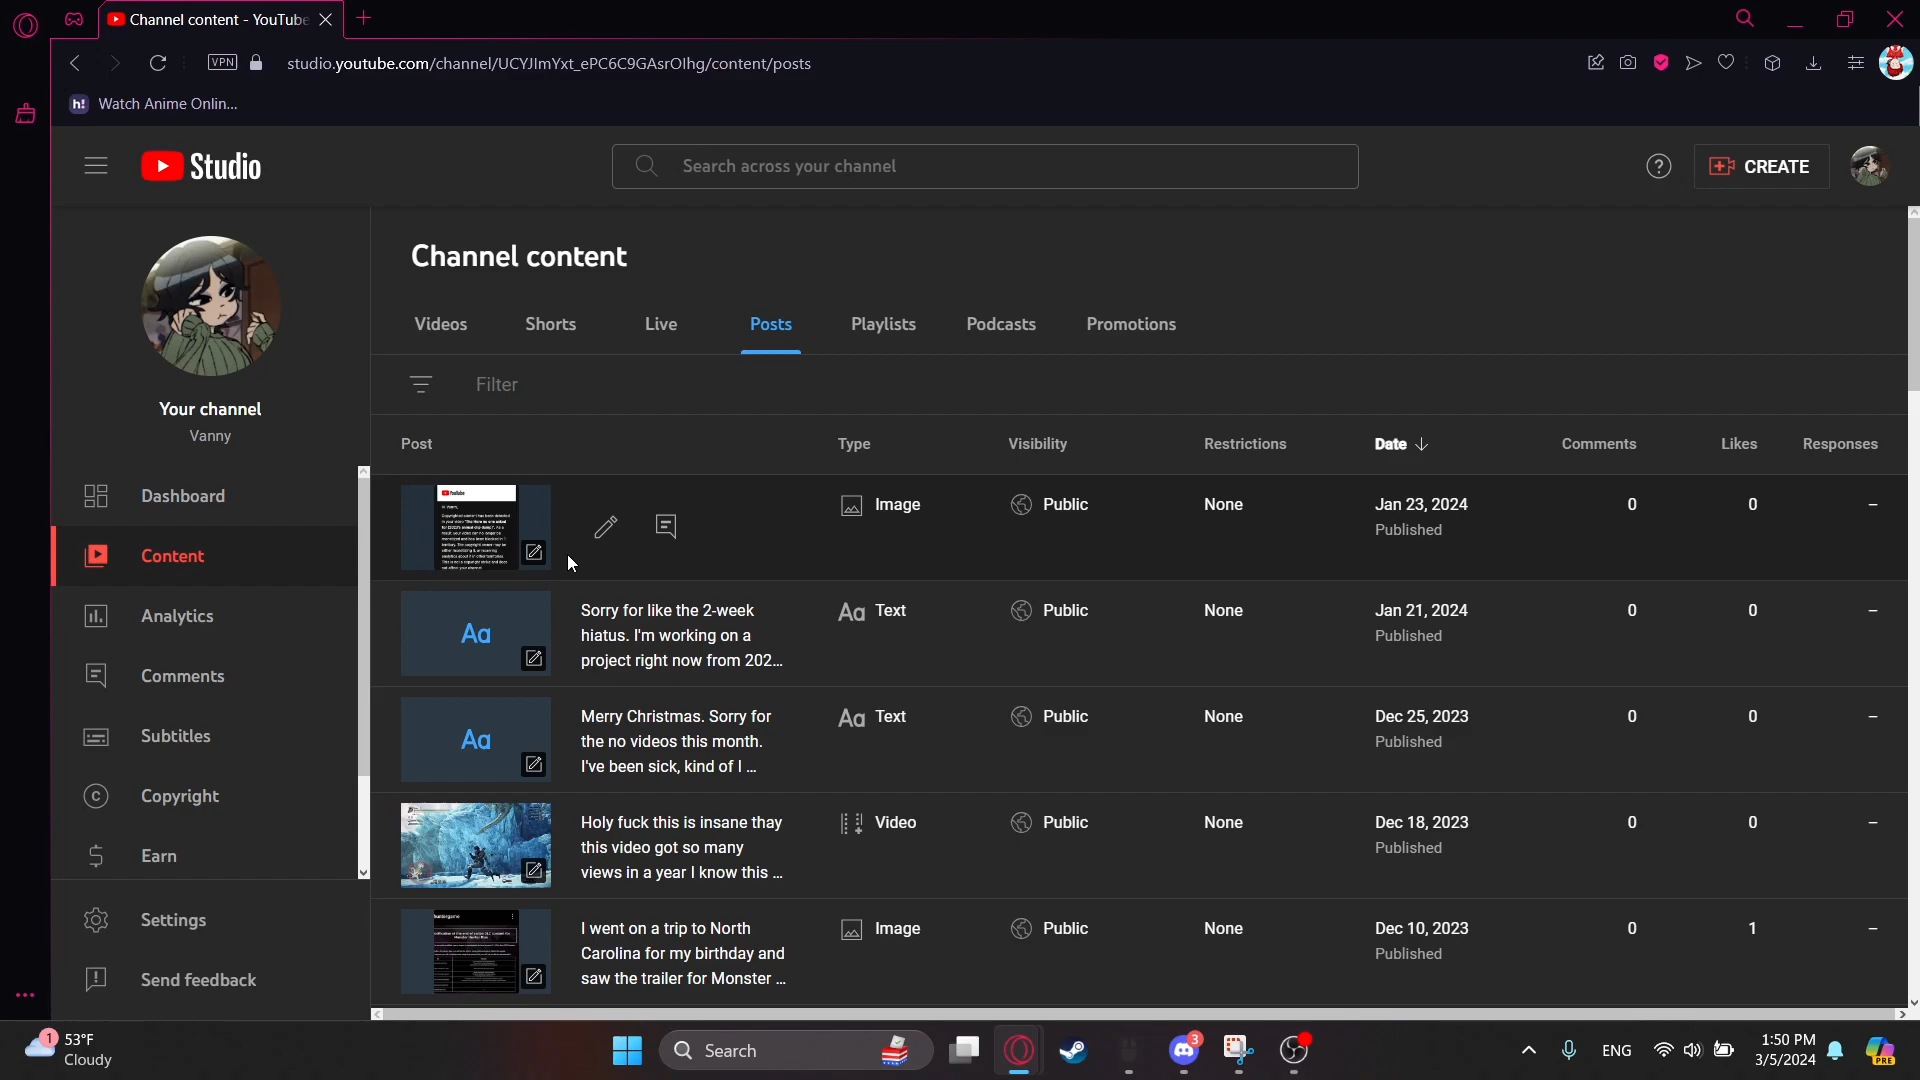 Channel content - YouTube
VPN
studio.youtube.com/channel/UCYJImYxt_ePC6C9GAsrOIhg/content/posts
h! Watch Anime Onlin...
Studio
Search across your channel
CREATE
Your channel
Vanny
Dashboard
Content
Analytics
Comments
Subtitles
Copyright
Earn
Settings
Send feedback
Channel content
Videos Shorts Live Posts Playlists Podcasts Promotions
Filter
Post Type Visibility Restrictions Date Comments Likes Responses
YouTube
Hi Vanny,
Image Public None Jan 23, 2024 0 0 –
Published
Aa
Sorry for like the 2-week
hiatus. I'm working on a
project right now from 202...
Aa Text Public None Jan 21, 2024 0 0 –
Published
Aa
Merry Christmas. Sorry for
the no videos this month.
I've been sick, kind of I ...
Aa Text Public None Dec 25, 2023 0 0 –
Published
Holy fuck this is insane thay
this video got so many
views in a year I know this ...
Video Public None Dec 18, 2023 0 0 –
Published
I went on a trip to North
Carolina for my birthday and
saw the trailer for Monster ...
Image Public None Dec 10, 2023 0 1 –
Published
1
53°F
Cloudy
Search
3
ENG
1:50 PM
3/5/2024
PRE